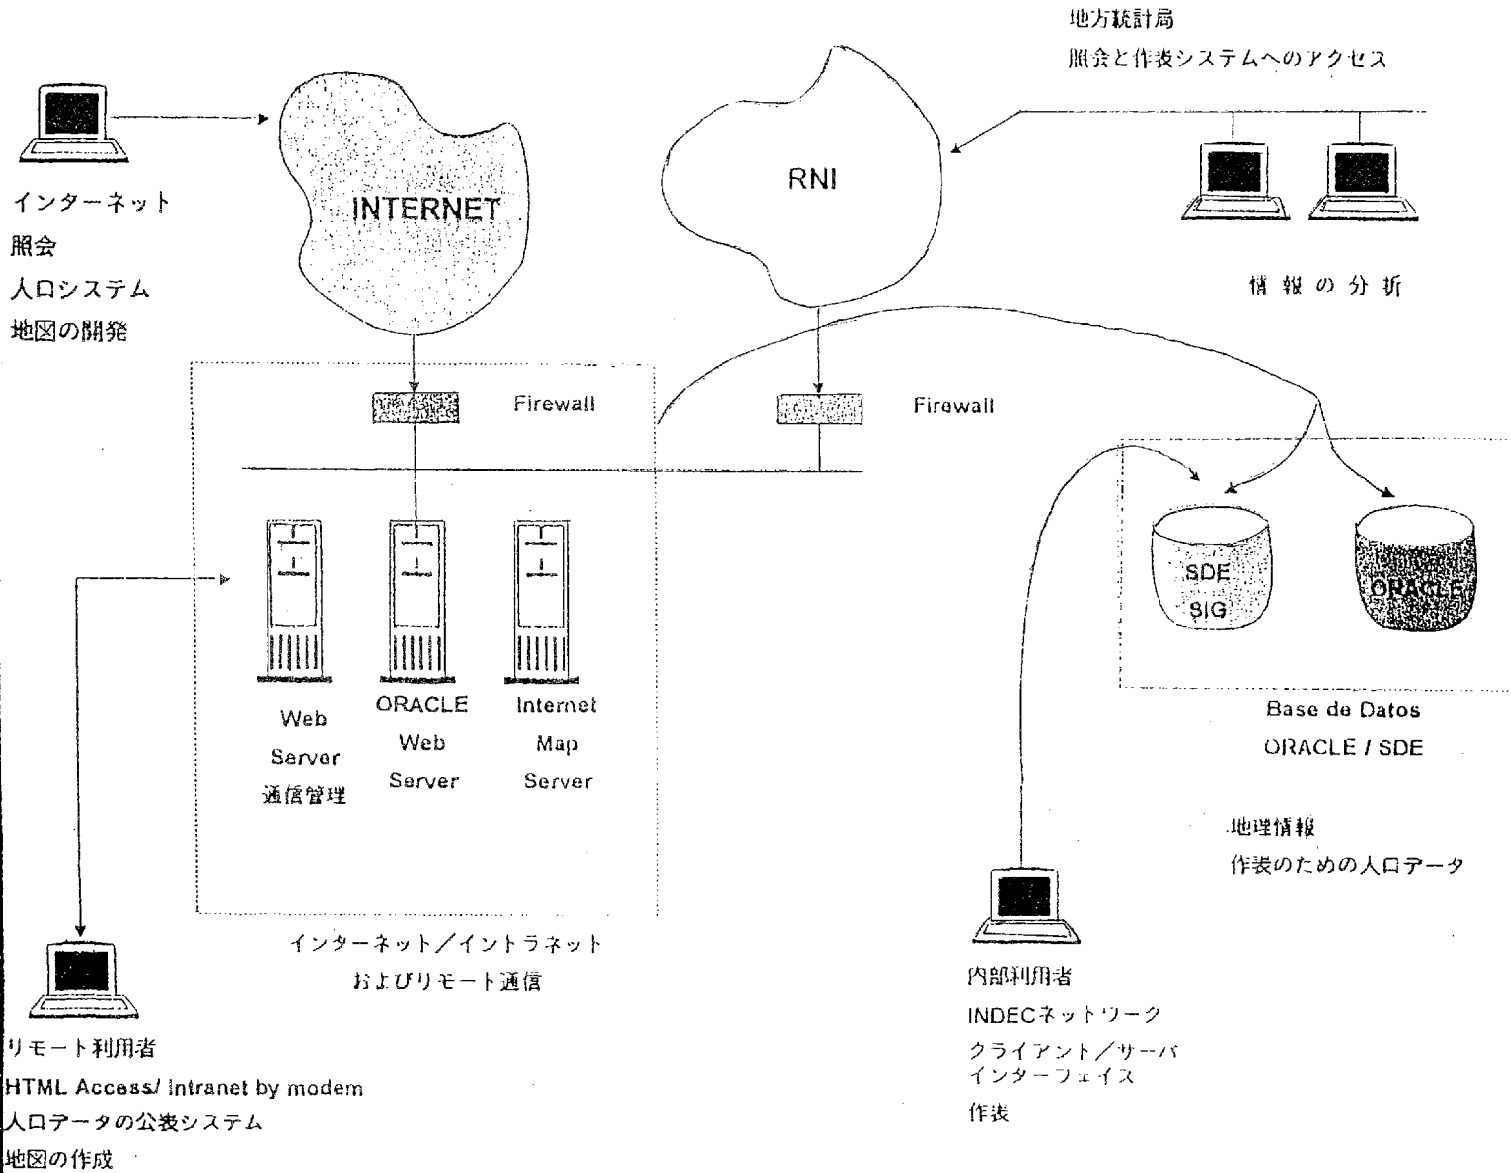 地方統計局
照会と作表システムへのアクセス
インターネット
照会
人口システム
地図の開発
INTERNET
RNI
情報の分析
Firewall
Firewall
Web
Server
通信管理
ORACLE
Web
Server
Internet
Map
Server
インターネット／イントラネット
およびリモート通信
SDE
SIG
ORACLE
Base de Datos
ORACLE / SDE
地理情報
作表のための人口データ
リモート利用者
HTML Access/ Intranet by modem
人口データの公表システム
地図の作成
内部利用者
INDECネットワーク
クライアント／サーバ
インターフェイス
作表